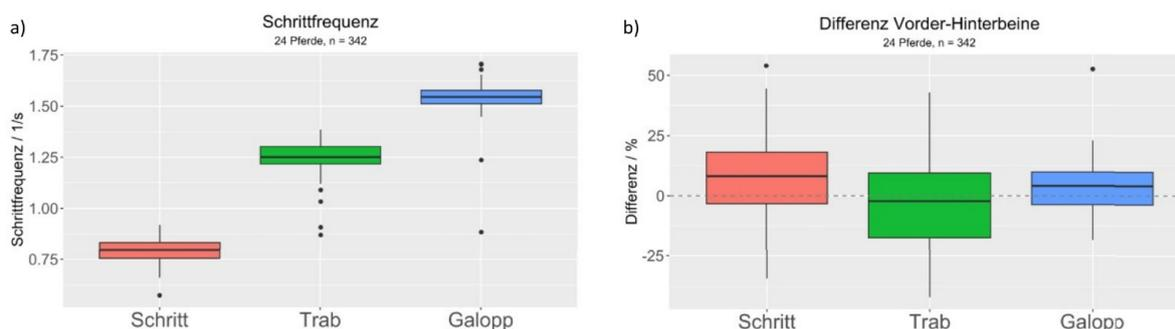 a)
Schrittfrequenz
24 Pferde, n = 342
1.75
1.50
1.25
1.00
0.75
Schrittfrequenz / 1/s
Schritt Trab Galopp
b)
Differenz Vorder-Hinterbeine
24 Pferde, n = 342
50
25
0
-25
Differenz / %
Schritt Trab Galopp